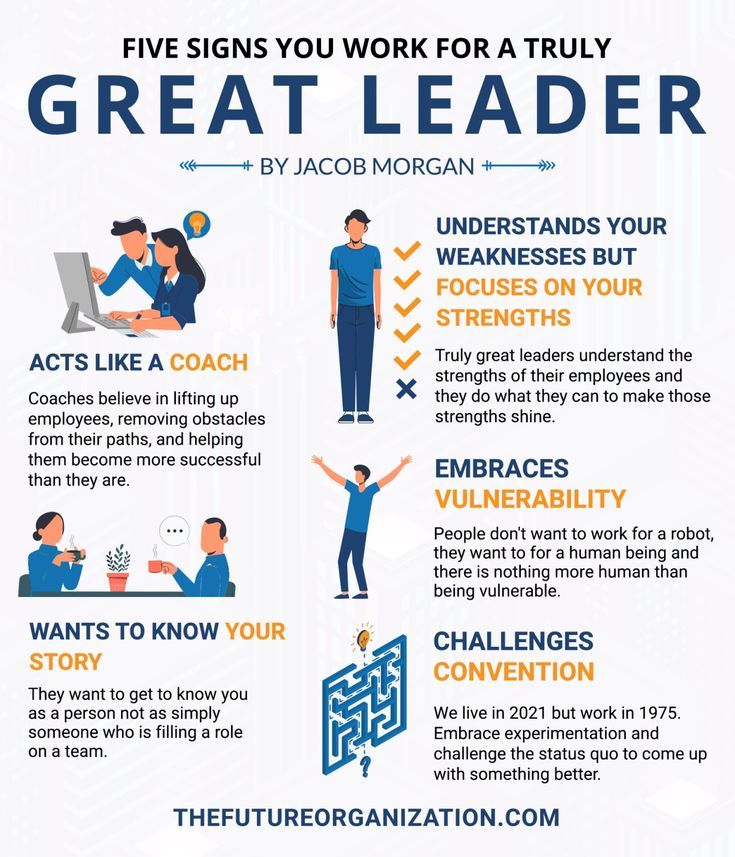 FIVE SIGNS YOU WORK FOR A TRULY
GREAT LEADER
BY JACOB MORGAN
ACTS LIKE A COACH
Coaches believe in lifting up
employees, removing obstacles
from their paths, and helping
them become more successful
than they are.
UNDERSTANDS YOUR
WEAKNESSES BUT
FOCUSES ON YOUR
STRENGTHS
Truly great leaders understand the
strengths of their employees and
they do what they can to make those
strengths shine.
EMBRACES
VULNERABILITY
People don't want to work for a robot,
they want to for a human being and
there is nothing more human than
being vulnerable.
WANTS TO KNOW YOUR
STORY
They want to get to know you
as a person not as simply
someone who is filling a role
on a team.
CHALLENGES
CONVENTION
We live in 2021 but work in 1975.
Embrace experimentation and
challenge the status quo to come up
with something better.
?
THEFUTUREORGANIZATION.COM